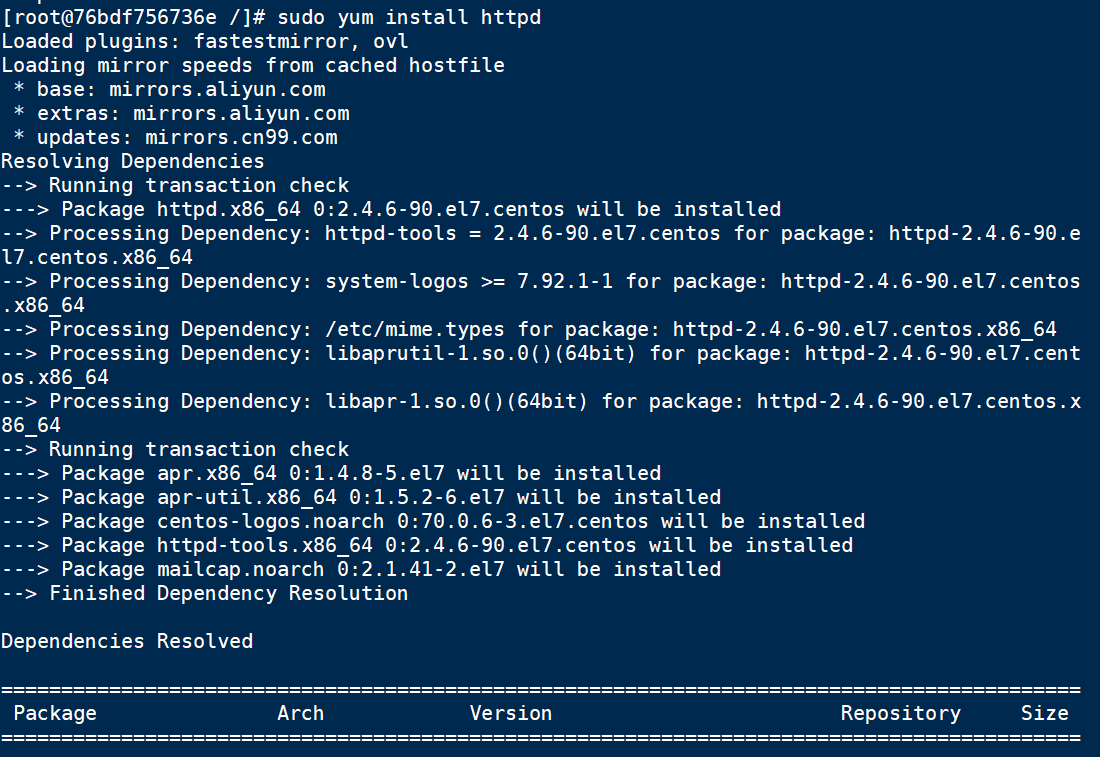 [root@76bdf756736e /]# sudo yum install httpd
Loaded plugins: fastestmirror, ovl
Loading mirror speeds from cached hostfile
 * base: mirrors.aliyun.com
 * extras: mirrors.aliyun.com
 * updates: mirrors.cn99.com
Resolving Dependencies
--> Running transaction check
---> Package httpd.x86_64 0:2.4.6-90.el7.centos will be installed
--> Processing Dependency: httpd-tools = 2.4.6-90.el7.centos for package: httpd-2.4.6-90.e
l7.centos.x86_64
--> Processing Dependency: system-logos >= 7.92.1-1 for package: httpd-2.4.6-90.el7.centos
.x86_64
--> Processing Dependency: /etc/mime.types for package: httpd-2.4.6-90.el7.centos.x86_64
--> Processing Dependency: libaprutil-1.so.0()(64bit) for package: httpd-2.4.6-90.el7.cent
os.x86_64
--> Processing Dependency: libapr-1.so.0()(64bit) for package: httpd-2.4.6-90.el7.centos.x
86_64
--> Running transaction check
---> Package apr.x86_64 0:1.4.8-5.el7 will be installed
---> Package apr-util.x86_64 0:1.5.2-6.el7 will be installed
---> Package centos-logos.noarch 0:70.0.6-3.el7.centos will be installed
---> Package httpd-tools.x86_64 0:2.4.6-90.el7.centos will be installed
---> Package mailcap.noarch 0:2.1.41-2.el7 will be installed
--> Finished Dependency Resolution

Dependencies Resolved

==========================================================================================
 Package               Arch            Version                        Repository     Size
==========================================================================================